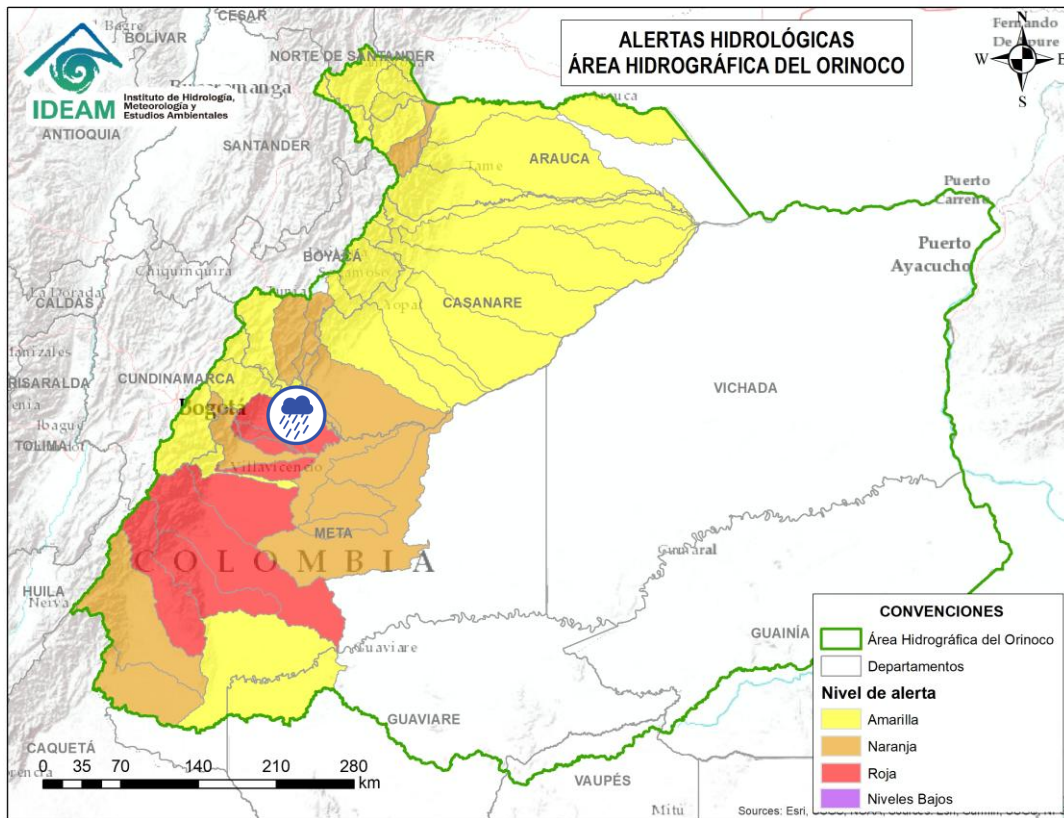 CESAR
BOLÍVAR
NORTE DE SANTANDER
ALERTAS HIDROLÓGICAS
ÁREA HIDROGRÁFICA DEL ORINOCO
N
W
E
S
IDEAM
Instituto de Hidrología,
Meteorología y
Estudios Ambientales
ANTIOQUIA
SANTANDER
ARAUCA
Tame
Puerto
Carreño
Puerto
Ayacucho
BOYACÁ
Chiquinquira
La Dorada
CALDAS
Yopal
CASANARE
VICHADA
CUNDINAMARCA
RISARALDA
Bogotá
Ibagué
TOLIMA
Villavicencio
META
COLOMBIA
HUILA
Neiva
Guaviare
GUAINÍA
GUAVIARE
CAQUETÁ
VAUPÉS
Mitú
CONVENCIONES
Área Hidrográfica del Orinoco
Departamentos
Nivel de alerta
Amarilla
Naranja
Roja
Niveles Bajos
0 35 70 140 210 280
km